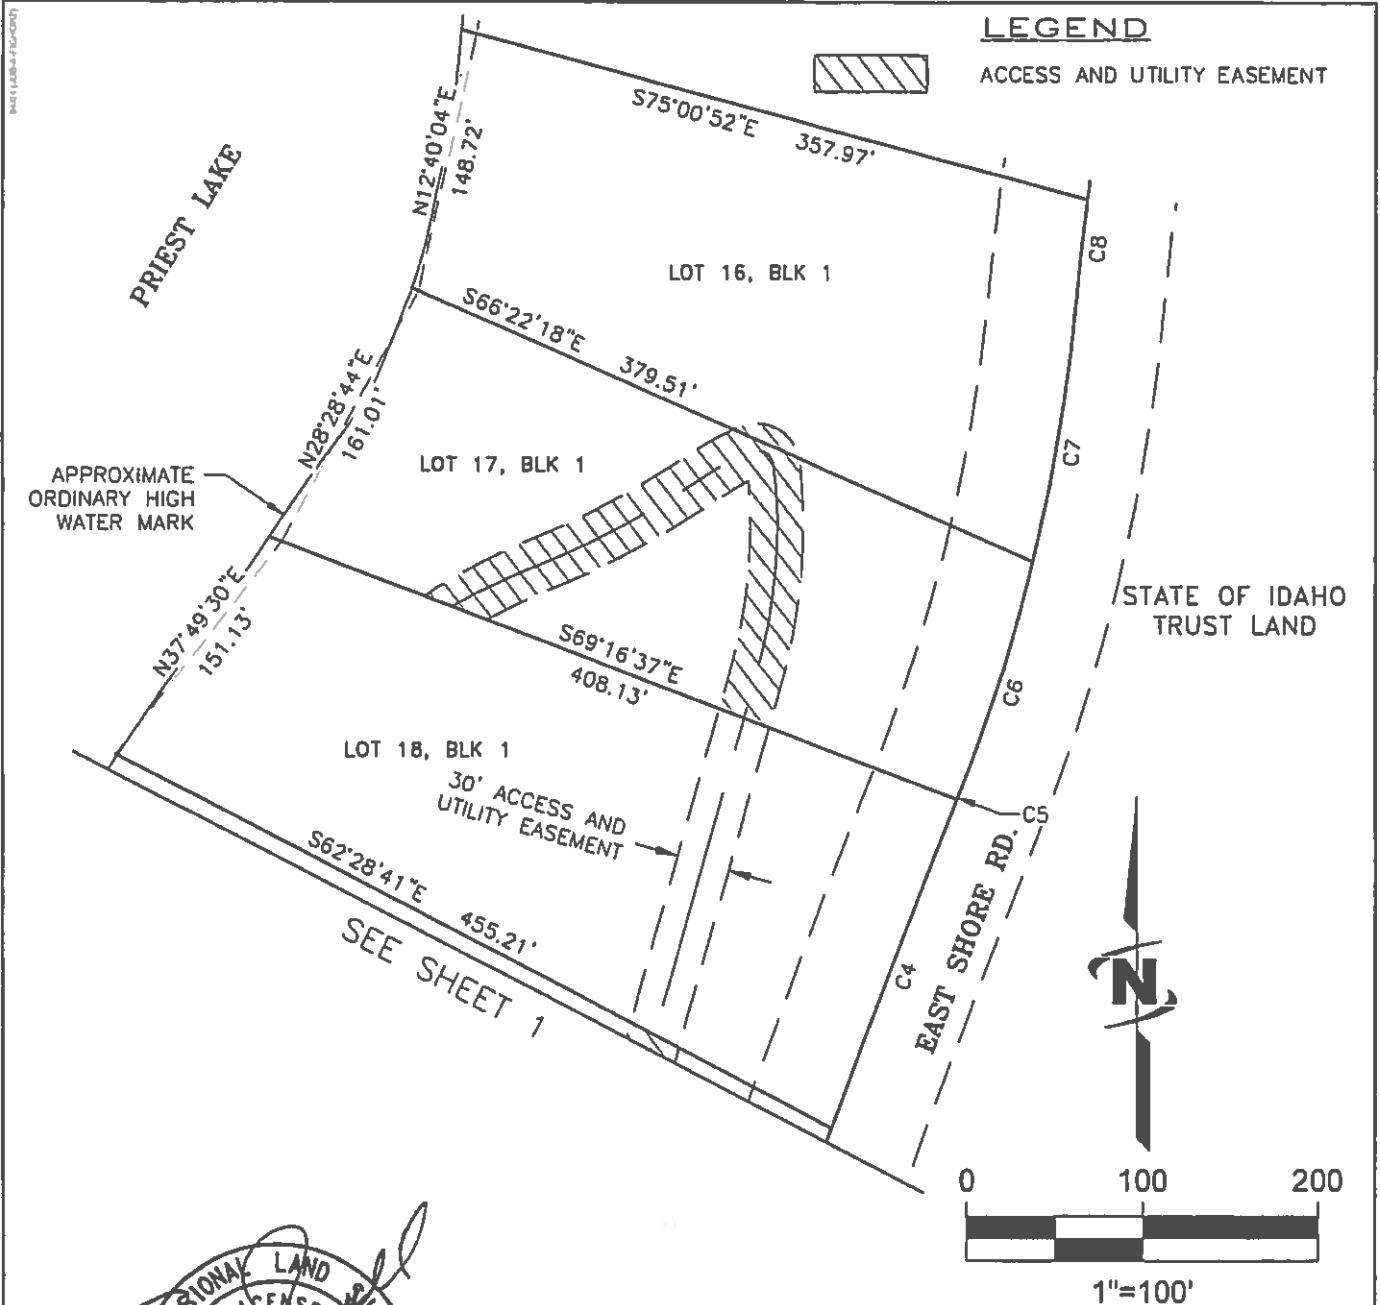 LEGEND
ACCESS AND UTILITY EASEMENT
S75°00'52"E 357.97'
N12°40'04"E
148.72'
PRIEST LAKE
C8
LOT 16, BLK 1
S66°22'18"E 379.51'
N28°28'44"E
161.01'
C7
LOT 17, BLK 1
APPROXIMATE
ORDINARY HIGH
WATER MARK
N37°49'30"E
151.13'
STATE OF IDAHO
TRUST LAND
S69°16'37"E
408.13'
C6
LOT 18, BLK 1
30' ACCESS AND
UTILITY EASEMENT
C5
S62°28'41"E 455.21'
EAST SHORE RD.
C4
SEE SHEET 1
N
0 100 200
1"=100'
LAND